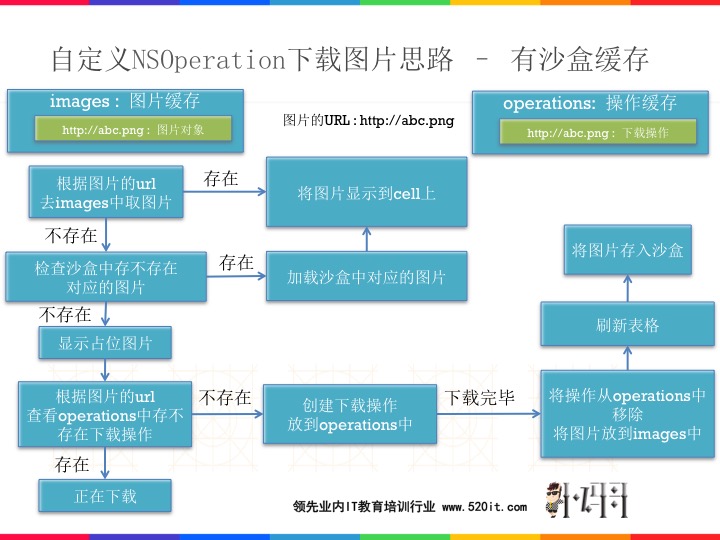 自定义NSOperation下载图片思路 – 有沙盒缓存
images : 图片缓存
http://abc.png : 图片对象
图片的URL : http://abc.png
operations: 操作缓存
http://abc.png : 下载操作
根据图片的url
去images中取图片
存在
将图片显示到cell上
不存在
检查沙盒中存不存在
对应的图片
存在
加载沙盒中对应的图片
将图片存入沙盒
不存在
显示占位图片
刷新表格
根据图片的url
查看operations中存不
存在下载操作
不存在
创建下载操作
放到operations中
下载完毕
将操作从operations中
移除
将图片放到images中
存在
正在下载
领先业内IT教育培训行业 www.520it.com
小码哥